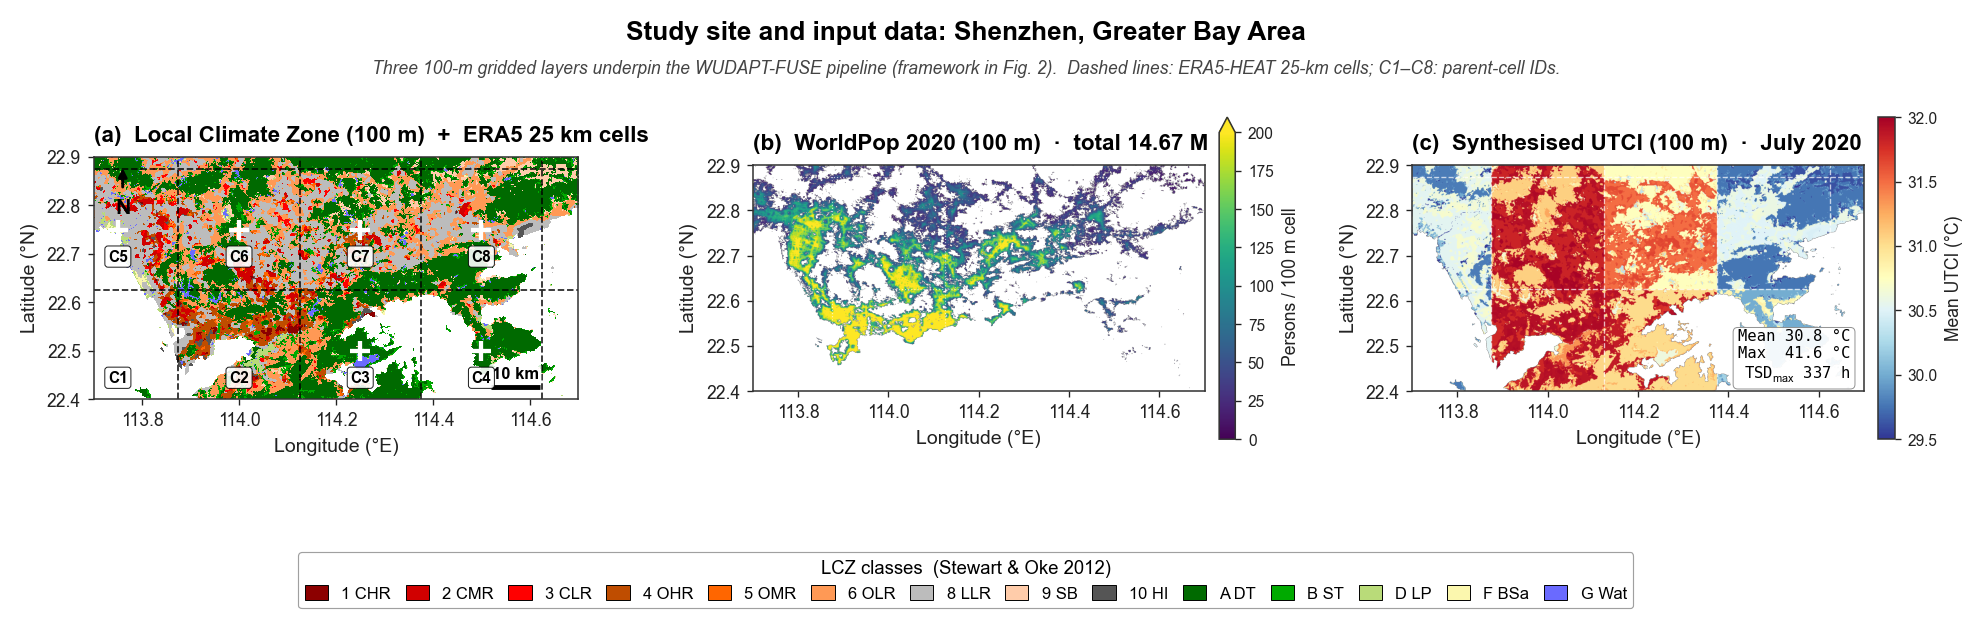 Study site and input data: Shenzhen, Greater Bay Area
Three 100-m gridded layers underpin the WUDAPT-FUSE pipeline (framework in Fig. 2).  Dashed lines: ERA5-HEAT 25-km cells; C1–C8: parent-cell IDs.
(a)  Local Climate Zone (100 m)  +  ERA5 25 km cells
22.9
22.8
22.7
22.6
22.5
22.4
Latitude (°N)
N
C5
C6
C7
C8
C1
C2
C3
C4
10 km
113.8
114.0
114.2
114.4
114.6
Longitude (°E)
(b)  WorldPop 2020 (100 m)  ·  total 14.67 M
22.9
22.8
22.7
22.6
22.5
22.4
Latitude (°N)
113.8
114.0
114.2
114.4
114.6
Longitude (°E)
200
175
150
125
100
75
50
25
0
Persons / 100 m cell
(c)  Synthesised UTCI (100 m)  ·  July 2020
22.9
22.8
22.7
22.6
22.5
22.4
Latitude (°N)
Mean 30.8 °C
Max  41.6 °C
TSDmax 337 h
113.8
114.0
114.2
114.4
114.6
Longitude (°E)
32.0
31.5
31.0
30.5
30.0
29.5
Mean UTCI (°C)
LCZ classes  (Stewart & Oke 2012)
1 CHR
2 CMR
3 CLR
4 OHR
5 OMR
6 OLR
8 LLR
9 SB
10 HI
A DT
B ST
D LP
F BSa
G Wat